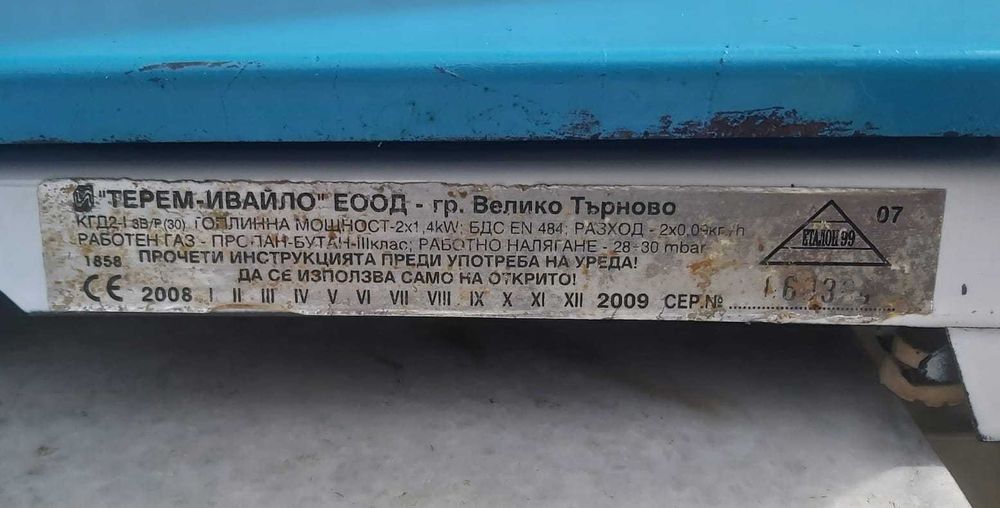 "ТЕРЕМ-ИВАЙЛО" ЕООД - гр. Велико Търново
КГД2-I 3B/P(30) ТОПЛИННА МОЩНОСТ-2x1,4kW; БДС EN 484; РАЗХОД - 2x0,09кг/h
РАБОТЕН ГАЗ - ПРОПАН-БУТАН-IIIклас; РАБОТНО НАЛЯГАНЕ - 28-30 mbar
1858 ПРОЧЕТИ ИНСТРУКЦИЯТА ПРЕДИ УПОТРЕБА НА УРЕДА!
ДА СЕ ИЗПОЛЗВА САМО НА ОТКРИТО!
CE 2008 I II III IV V VI VII VIII IX X XI XII 2009 СЕР.№
ЕТАЛОН 99
07